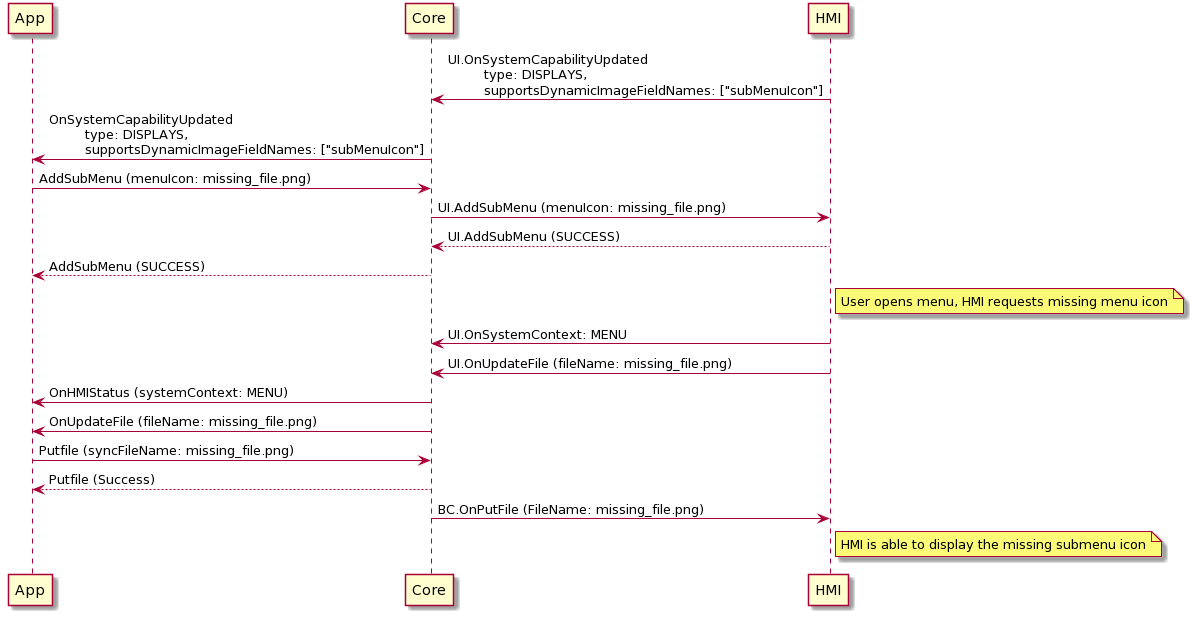 App Core HMI
UI.OnSystemCapabilityUpdated
type: DISPLAYS,
supportsDynamicImageFieldNames: ["subMenuIcon"]
OnSystemCapabilityUpdated
type: DISPLAYS,
supportsDynamicImageFieldNames: ["subMenuIcon"]
AddSubMenu (menuIcon: missing_file.png)
UI.AddSubMenu (menuIcon: missing_file.png)
UI.AddSubMenu (SUCCESS)
AddSubMenu (SUCCESS)
User opens menu, HMI requests missing menu icon
UI.OnSystemContext: MENU
UI.OnUpdateFile (fileName: missing_file.png)
OnHMIStatus (systemContext: MENU)
OnUpdateFile (fileName: missing_file.png)
Putfile (syncFileName: missing_file.png)
Putfile (Success)
BC.OnPutFile (FileName: missing_file.png)
HMI is able to display the missing submenu icon
App Core HMI